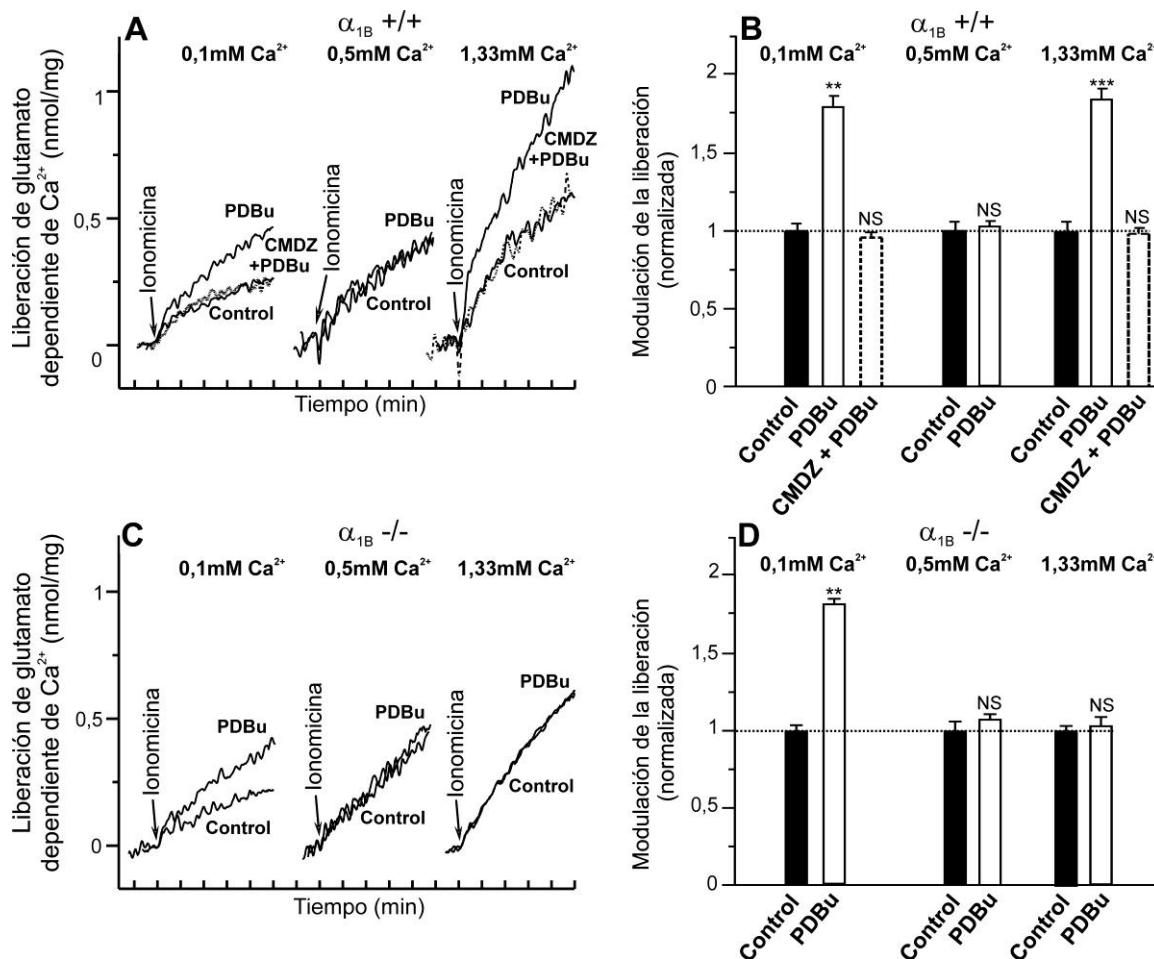 A
α1B +/+
0,1mM Ca²⁺ 0,5mM Ca²⁺ 1,33mM Ca²⁺
Liberación de glutamato
dependiente de Ca²⁺ (nmol/mg)
1
0,5
0
Ionomicina
PDBu
CMDZ
+PDBu
Control
Ionomicina
PDBu
Control
Ionomicina
PDBu
CMDZ
+PDBu
Control
Tiempo (min)
B
α1B +/+
0,1mM Ca²⁺ 0,5mM Ca²⁺ 1,33mM Ca²⁺
Modulación de la liberación
(normalizada)
2
1,5
1
0,5
0
**
NS
NS
***
NS
Control
PDBu
CMDZ + PDBu
Control
PDBu
Control
PDBu
CMDZ + PDBu
C
α1B -/-
0,1mM Ca²⁺ 0,5mM Ca²⁺ 1,33mM Ca²⁺
Liberación de glutamato
dependiente de Ca²⁺ (nmol/mg)
1
0,5
0
Ionomicina
PDBu
Control
Ionomicina
PDBu
Control
Ionomicina
PDBu
Control
Tiempo (min)
D
α1B -/-
0,1mM Ca²⁺ 0,5mM Ca²⁺ 1,33mM Ca²⁺
Modulación de la liberación
(normalizada)
2
1,5
1
0,5
0
**
NS
NS
Control
PDBu
Control
PDBu
Control
PDBu